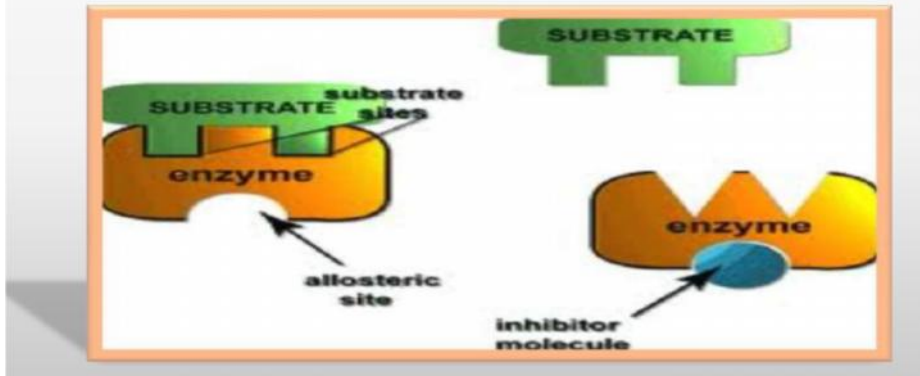 SUBSTRATE
substrate
sites
enzyme
allosteric
site
SUBSTRATE
enzyme
inhibitor
molecule